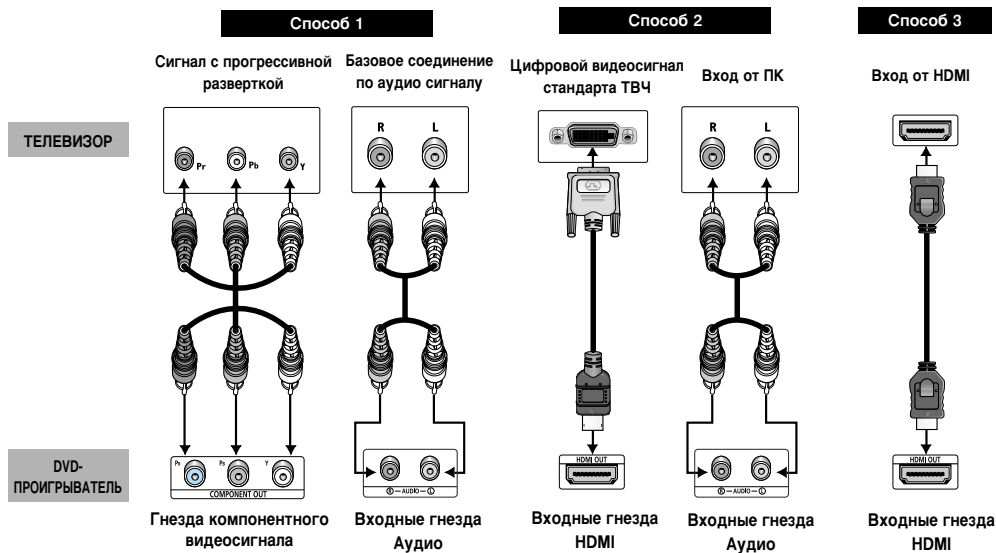 Способ 1
Способ 2
Способ 3
Сигнал с прогрессивной
разверткой
Базовое соединение
по аудио сигналу
Цифровой видеосигнал
стандарта ТВЧ
Вход от ПК
Вход от HDMI
ТЕЛЕВИЗОР
Pr
Pb
Y
R
L
R
L
DVD-
ПРОИГРЫВАТЕЛЬ
PR
PB
Y
COMPONENT OUT
R — AUDIO — L
HDMI OUT
R — AUDIO — L
HDMI OUT
Гнезда компонентного
видеосигнала
Входные гнезда
Аудио
Входные гнезда
HDMI
Входные гнезда
Аудио
Входные гнезда
HDMI